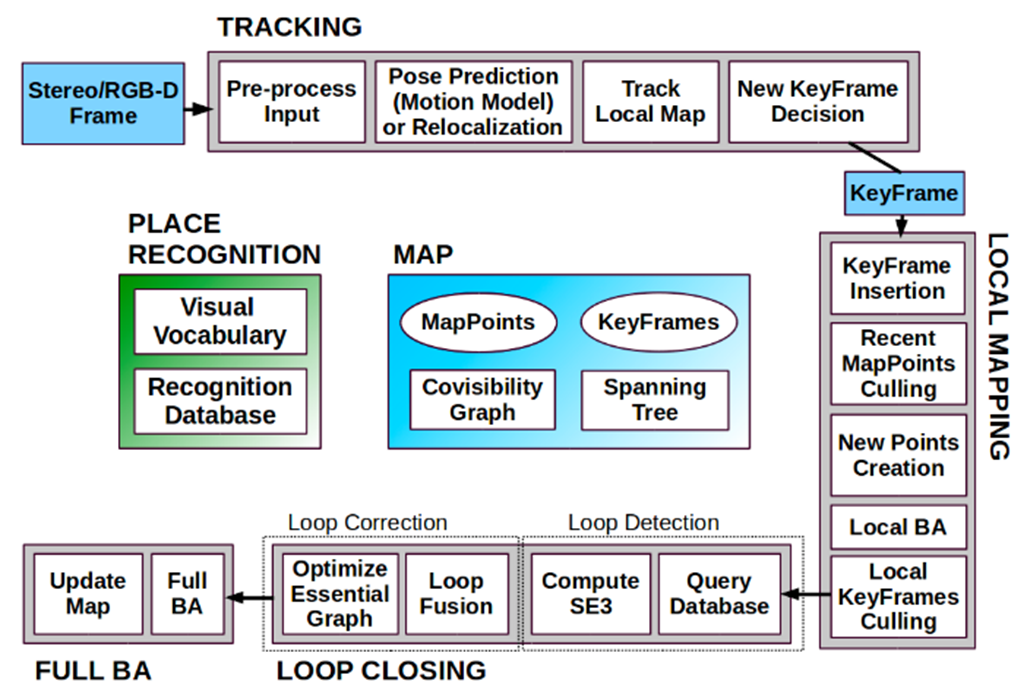 TRACKING
Stereo/RGB-D
Frame
Pre-process
Input
Pose Prediction
(Motion Model)
or Relocalization
Track
Local Map
New KeyFrame
Decision
KeyFrame
PLACE
RECOGNITION
Visual
Vocabulary
Recognition
Database
MAP
MapPoints
KeyFrames
Covisibility
Graph
Spanning
Tree
LOCAL MAPPING
KeyFrame
Insertion
Recent
MapPoints
Culling
New Points
Creation
Local BA
Local
KeyFrames
Culling
Loop Correction
Loop Detection
Optimize
Essential
Graph
Loop
Fusion
Compute
SE3
Query
Database
Update
Map
Full
BA
FULL BA
LOOP CLOSING